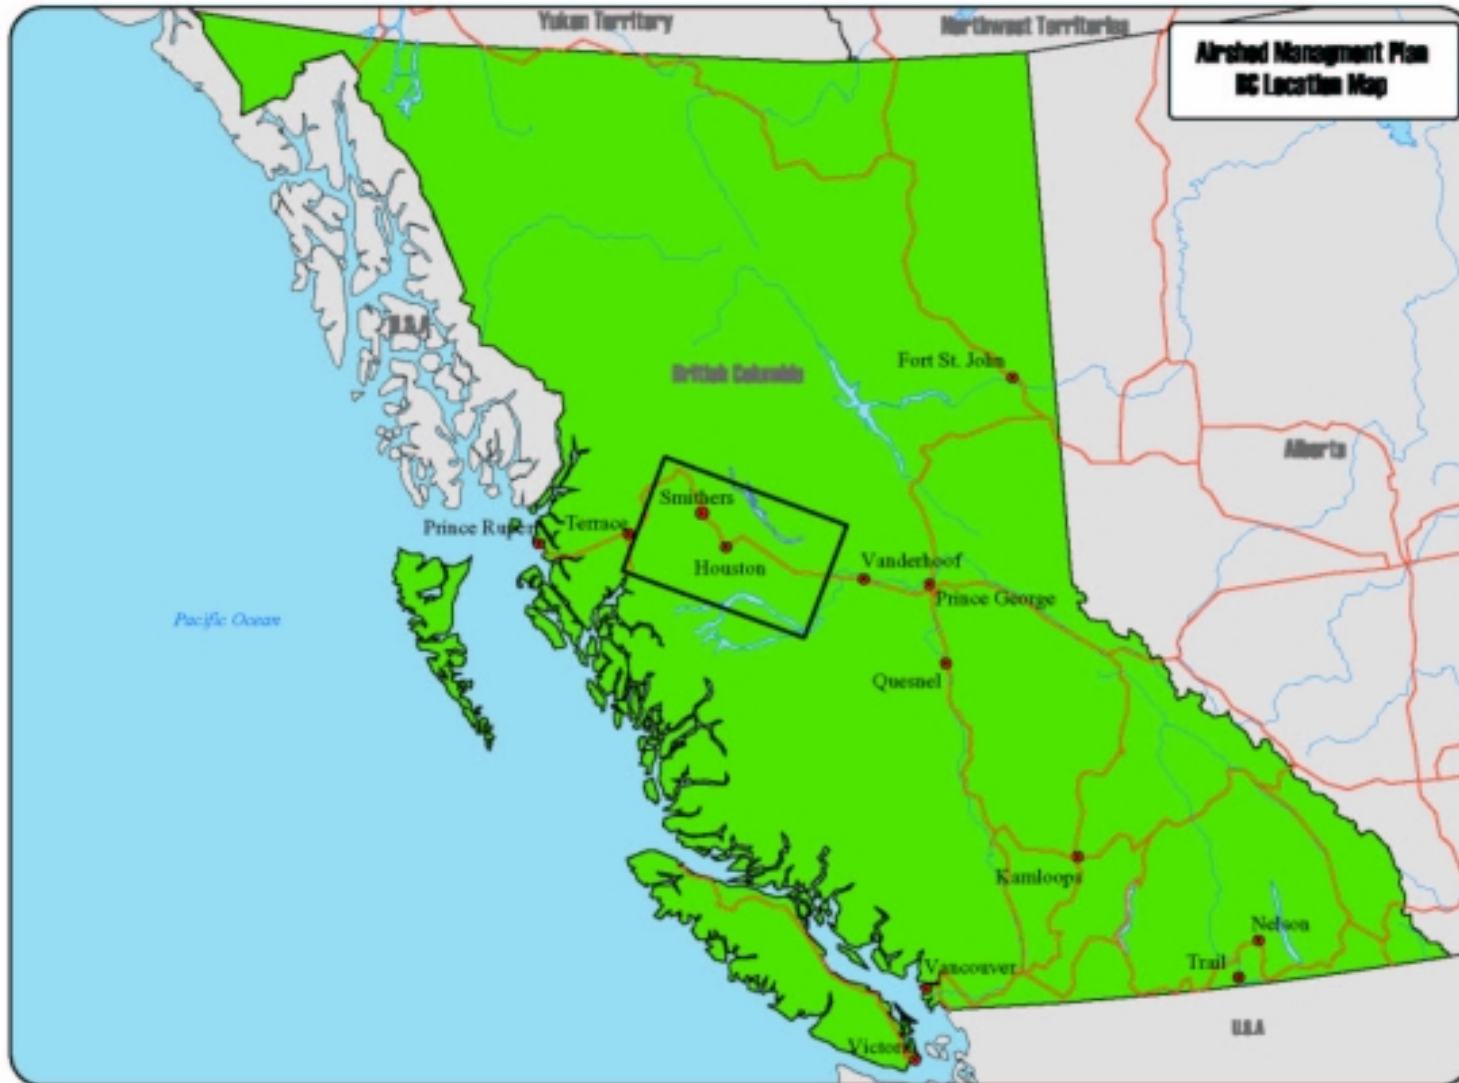 Yukon Territory
Northwest Territories
Airshed Managment Plan
BC Location Map
U.S.A
Fort St. John
British Columbia
Alberta
Smithers
Prince Rupert
Terrace
Houston
Vanderhoof
Prince George
Pacific Ocean
Quesnel
Kamloops
Nelson
Trail
Vancouver
U.S.A
Victoria